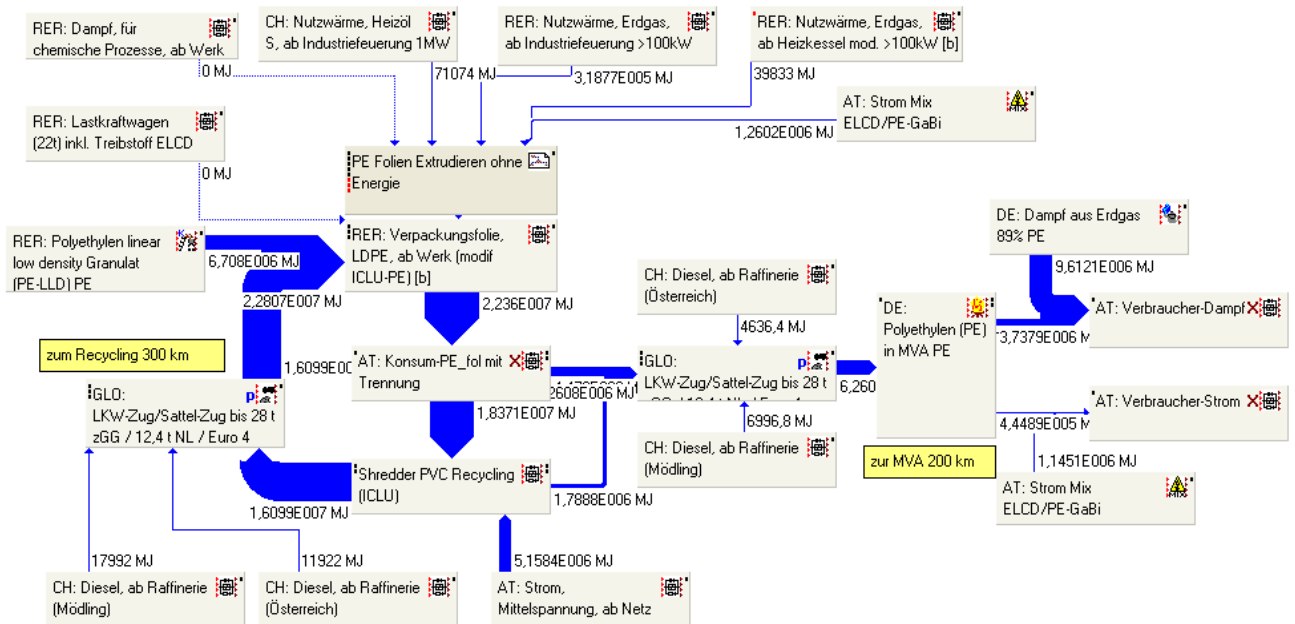 RER: Dampf, für
chemische Prozesse, ab Werk
CH: Nutzwärme, Heizöl
S, ab Industriefeuerung 1MW
RER: Nutzwärme, Erdgas,
ab Industriefeuerung >100kW
RER: Nutzwärme, Erdgas,
ab Heizkessel mod. >100kW [b]
0 MJ
71074 MJ
3,1877E005 MJ
39833 MJ
AT: Strom Mix
ELCD/PE-GaBi
MIX
1,2602E006 MJ
RER: Lastkraftwagen
(22t) inkl. Treibstoff ELCD
0 MJ
PE Folien Extrudieren ohne
Energie
RER: Polyethylen linear
low density Granulat
(PE-LLD) PE
6,708E006 MJ
2,2807E007 MJ
RER: Verpackungsfolie,
LDPE, ab Werk (modif
ICLU-PE) [b]
2,236E007 MJ
CH: Diesel, ab Raffinerie
(Österreich)
4636,4 MJ
DE: Dampf aus Erdgas
89% PE
9,6121E006 MJ
DE:
Polyethylen (PE)
in MVA PE
AT: Verbraucher-Dampf
3,7379E006 MJ
zum Recycling 300 km
1,6099
AT: Konsum-PE_fol mit
Trennung
2608E006 MJ
GLO:
LKW-Zug/Sattel-Zug bis 28 t
p
6,260
GLO:
LKW-Zug/Sattel-Zug bis 28 t
zGG / 12,4 t NL / Euro 4
p
1,8371E007 MJ
6996,8 MJ
AT: Verbraucher-Strom
4,4489E005 MJ
CH: Diesel, ab Raffinerie
(Mödling)
zur MVA 200 km
1,1451E006 MJ
AT: Strom Mix
ELCD/PE-GaBi
MIX
Shredder PVC Recycling
(ICLU)
1,7888E006 MJ
1,6099E007 MJ
17992 MJ
11922 MJ
5,1584E006 MJ
CH: Diesel, ab Raffinerie
(Mödling)
CH: Diesel, ab Raffinerie
(Österreich)
AT: Strom,
Mittelspannung, ab Netz